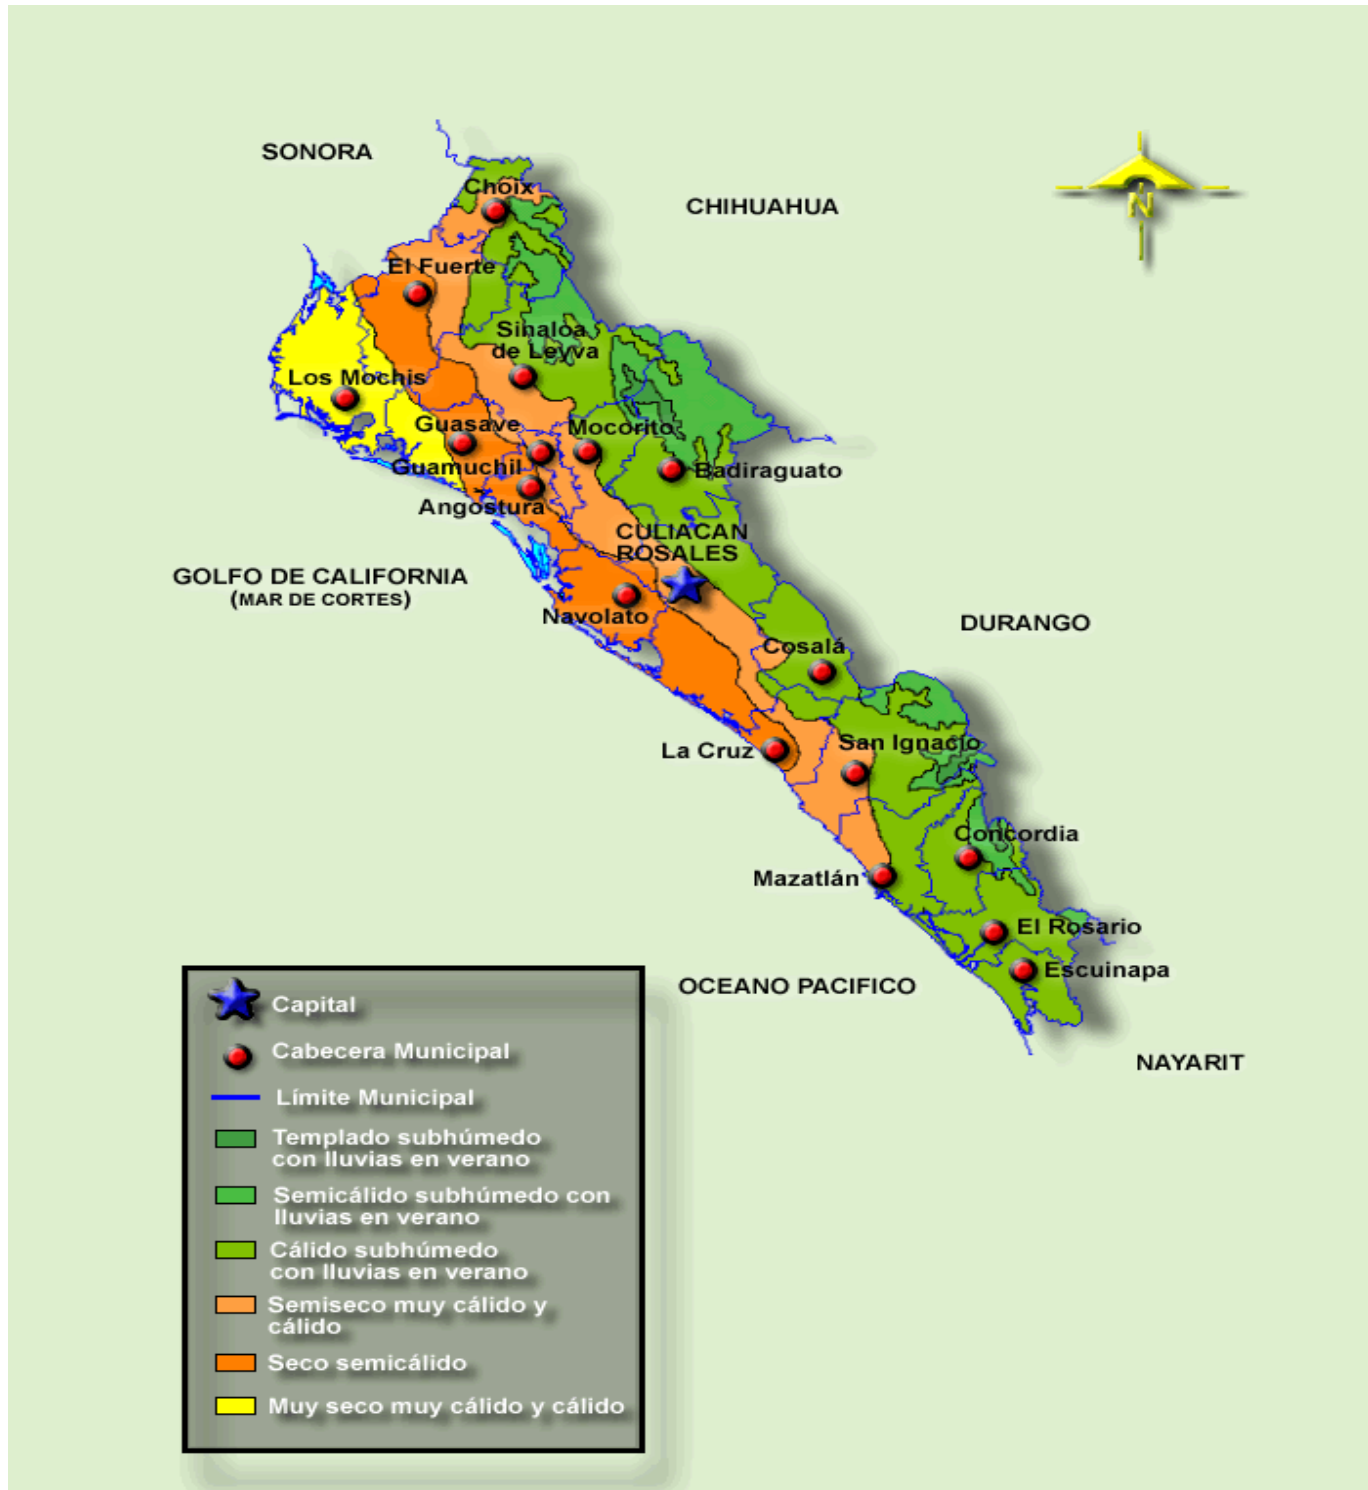 SONORA
CHIHUAHUA
N
Choix
El Fuerte
Sinaloa
de Leyva
Los Mochis
Guasave
Mocorito
Guamuchil
Badiraguato
Angostura
CULIACAN
ROSALES
GOLFO DE CALIFORNIA
(MAR DE CORTES)
Navolato
DURANGO
Cosalá
San Ignacio
La Cruz
Concordia
Mazatlán
El Rosario
Escuinapa
OCEANO PACIFICO
NAYARIT
Capital
Cabecera Municipal
Límite Municipal
Templado subhúmedo
con lluvias en verano
Semicálido subhúmedo con
lluvias en verano
Cálido subhúmedo
con lluvias en verano
Semiseco muy cálido y
cálido
Seco semicálido
Muy seco muy cálido y cálido